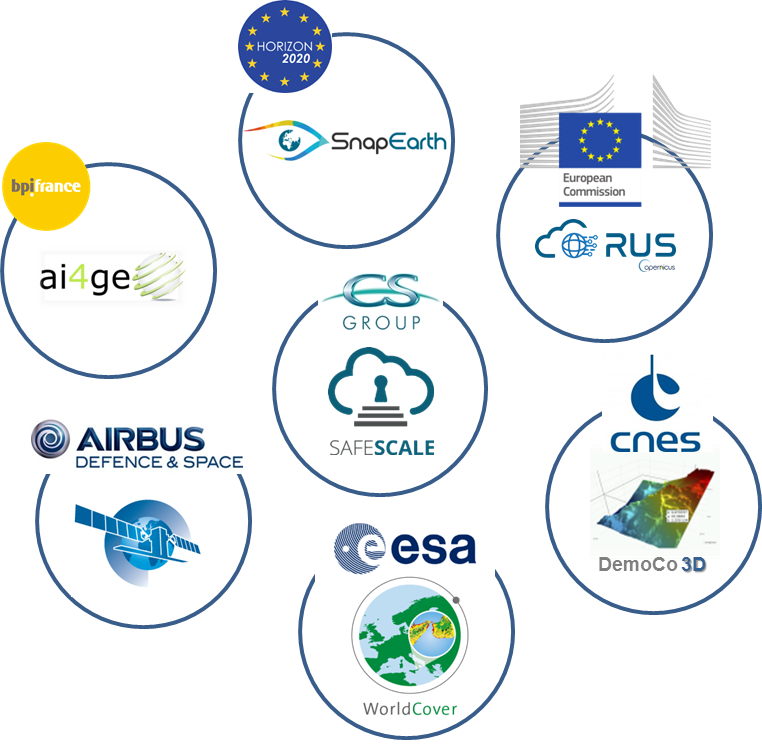 HORIZON
2020
SnapEarth
European
Commission
RUS
Copernicus
bpifrance
ai4ge
CS
GROUP
SAFESCALE
cnes
DemoCo 3D
AIRBUS
DEFENCE & SPACE
esa
WorldCover